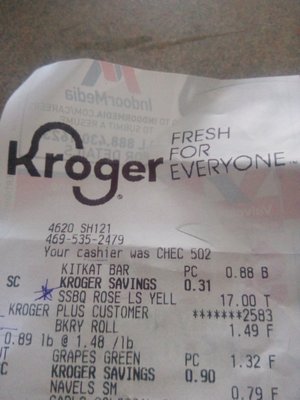 IndoorMedia
Kroger
FRESH
FOR
EVERYONE
4620 SH121
469-535-2479
Your cashier was CHEC 502
KITKAT BAR PC 0.88 B
SC KROGER SAVINGS 0.31
SSBQ ROSE LS YELL 17.00 T
KROGER PLUS CUSTOMER *******2583
BKRY ROLL 1.49 F
0.89 lb @ 1.48 /lb
GRAPES GREEN PC 1.32 F
KROGER SAVINGS 0.90
NAVELS SM 0.79 F